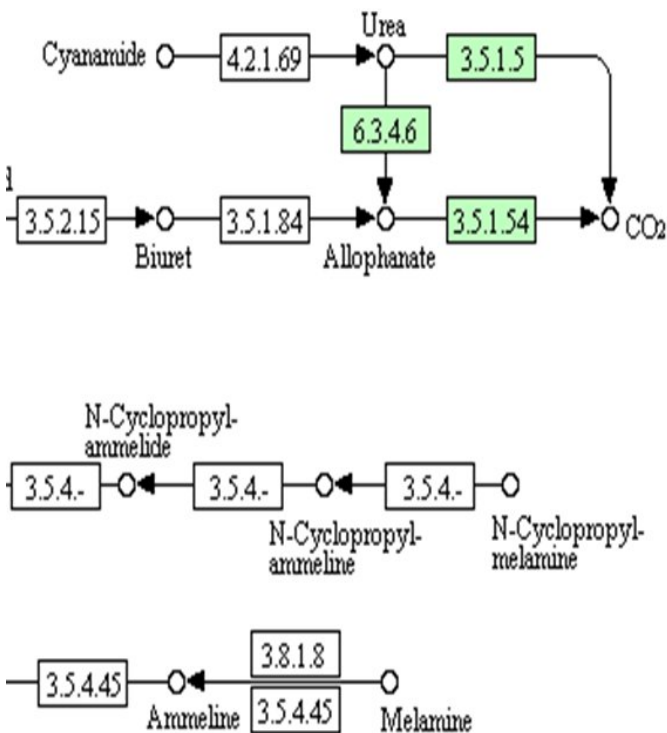 Urea
Cyanamide
4.2.1.69
3.5.1.5
6.3.4.6
d
3.5.2.15
3.5.1.84
3.5.1.54
CO2
Biuret
Allophanate
N-Cyclopropyl-
ammelide
3.5.4.-
3.5.4.-
3.5.4.-
N-Cyclopropyl-
ammeline
N-Cyclopropyl-
melamine
3.8.1.8
3.5.4.45
3.5.4.45
Ammeline
Melamine